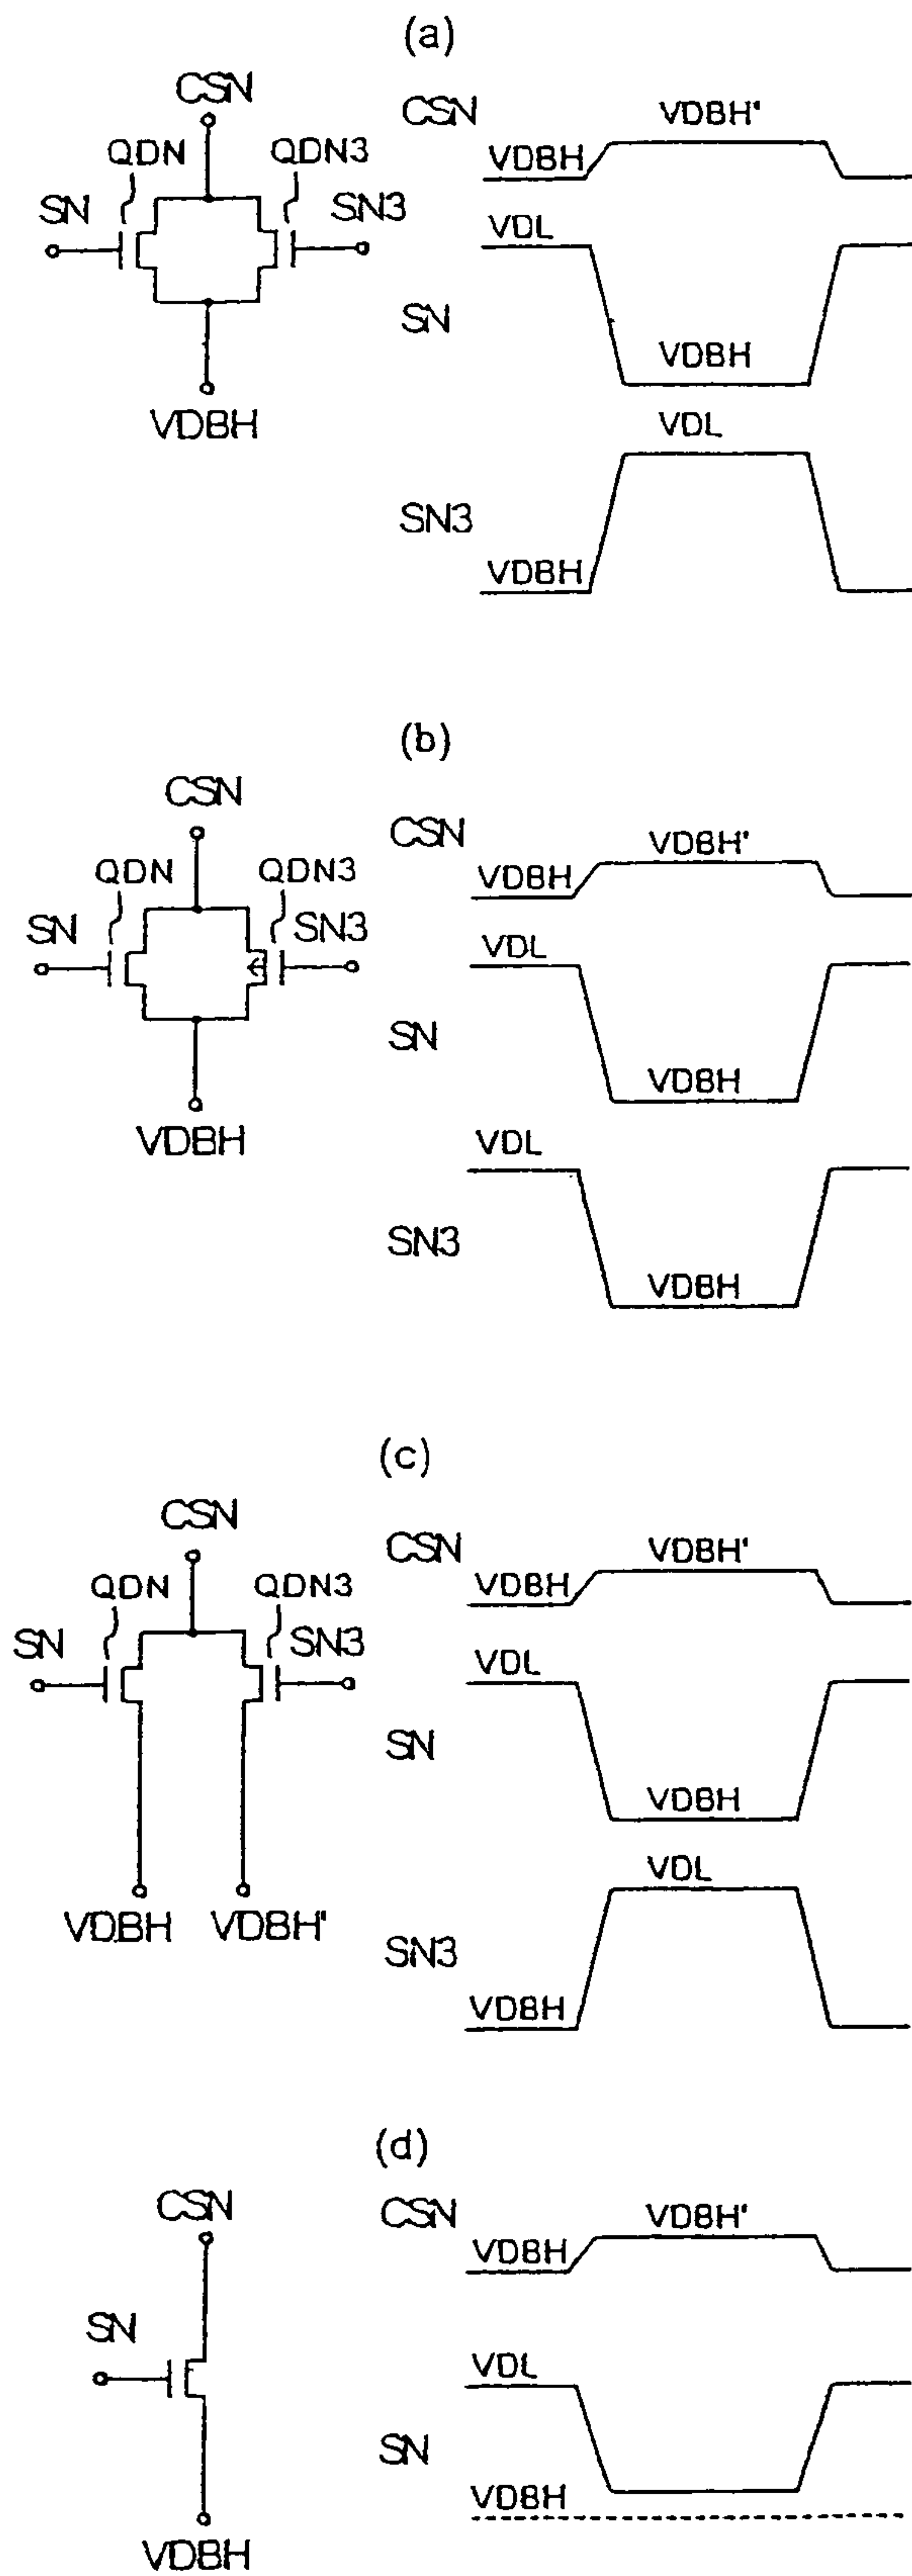 (a)
CSN
QDN
QDN3
SN
SN3
VDBH
CSN
VDBH
VDBH'
VDL
SN
VDBH
VDL
SN3
VDBH
(b)
CSN
QDN
QDN3
SN
SN3
VDBH
CSN
VDBH
VDBH'
VDL
SN
VDBH
VDL
SN3
VDBH
(c)
CSN
QDN
QDN3
SN
SN3
VDBH
VDBH'
CSN
VDBH
VDBH'
VDL
SN
VDBH
VDL
SN3
VDBH
(d)
CSN
SN
VDBH
CSN
VDBH
VDBH'
VDL
SN
VDBH